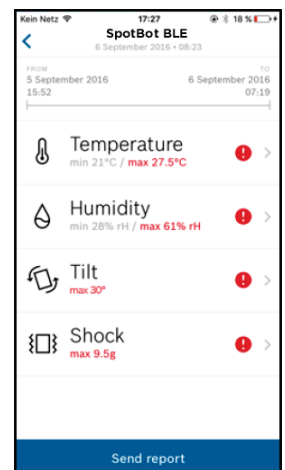 Kein Netz 17:27 18 %
SpotBot BLE
6 September 2016 • 08:23
FROM TO
5 September 2016 6 September 2016
15:52 07:19
Temperature
min 21°C / max 27.5°C
Humidity
min 28% rH / max 61% rH
Tilt
max 30°
Shock
max 9.5g
Send report